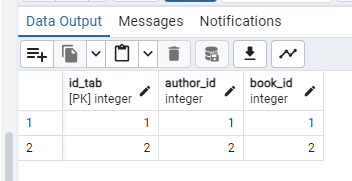 Data Output Messages Notifications
id_tab author_id book_id
[PK] integer integer integer
1 1 1 1
2 2 2 2